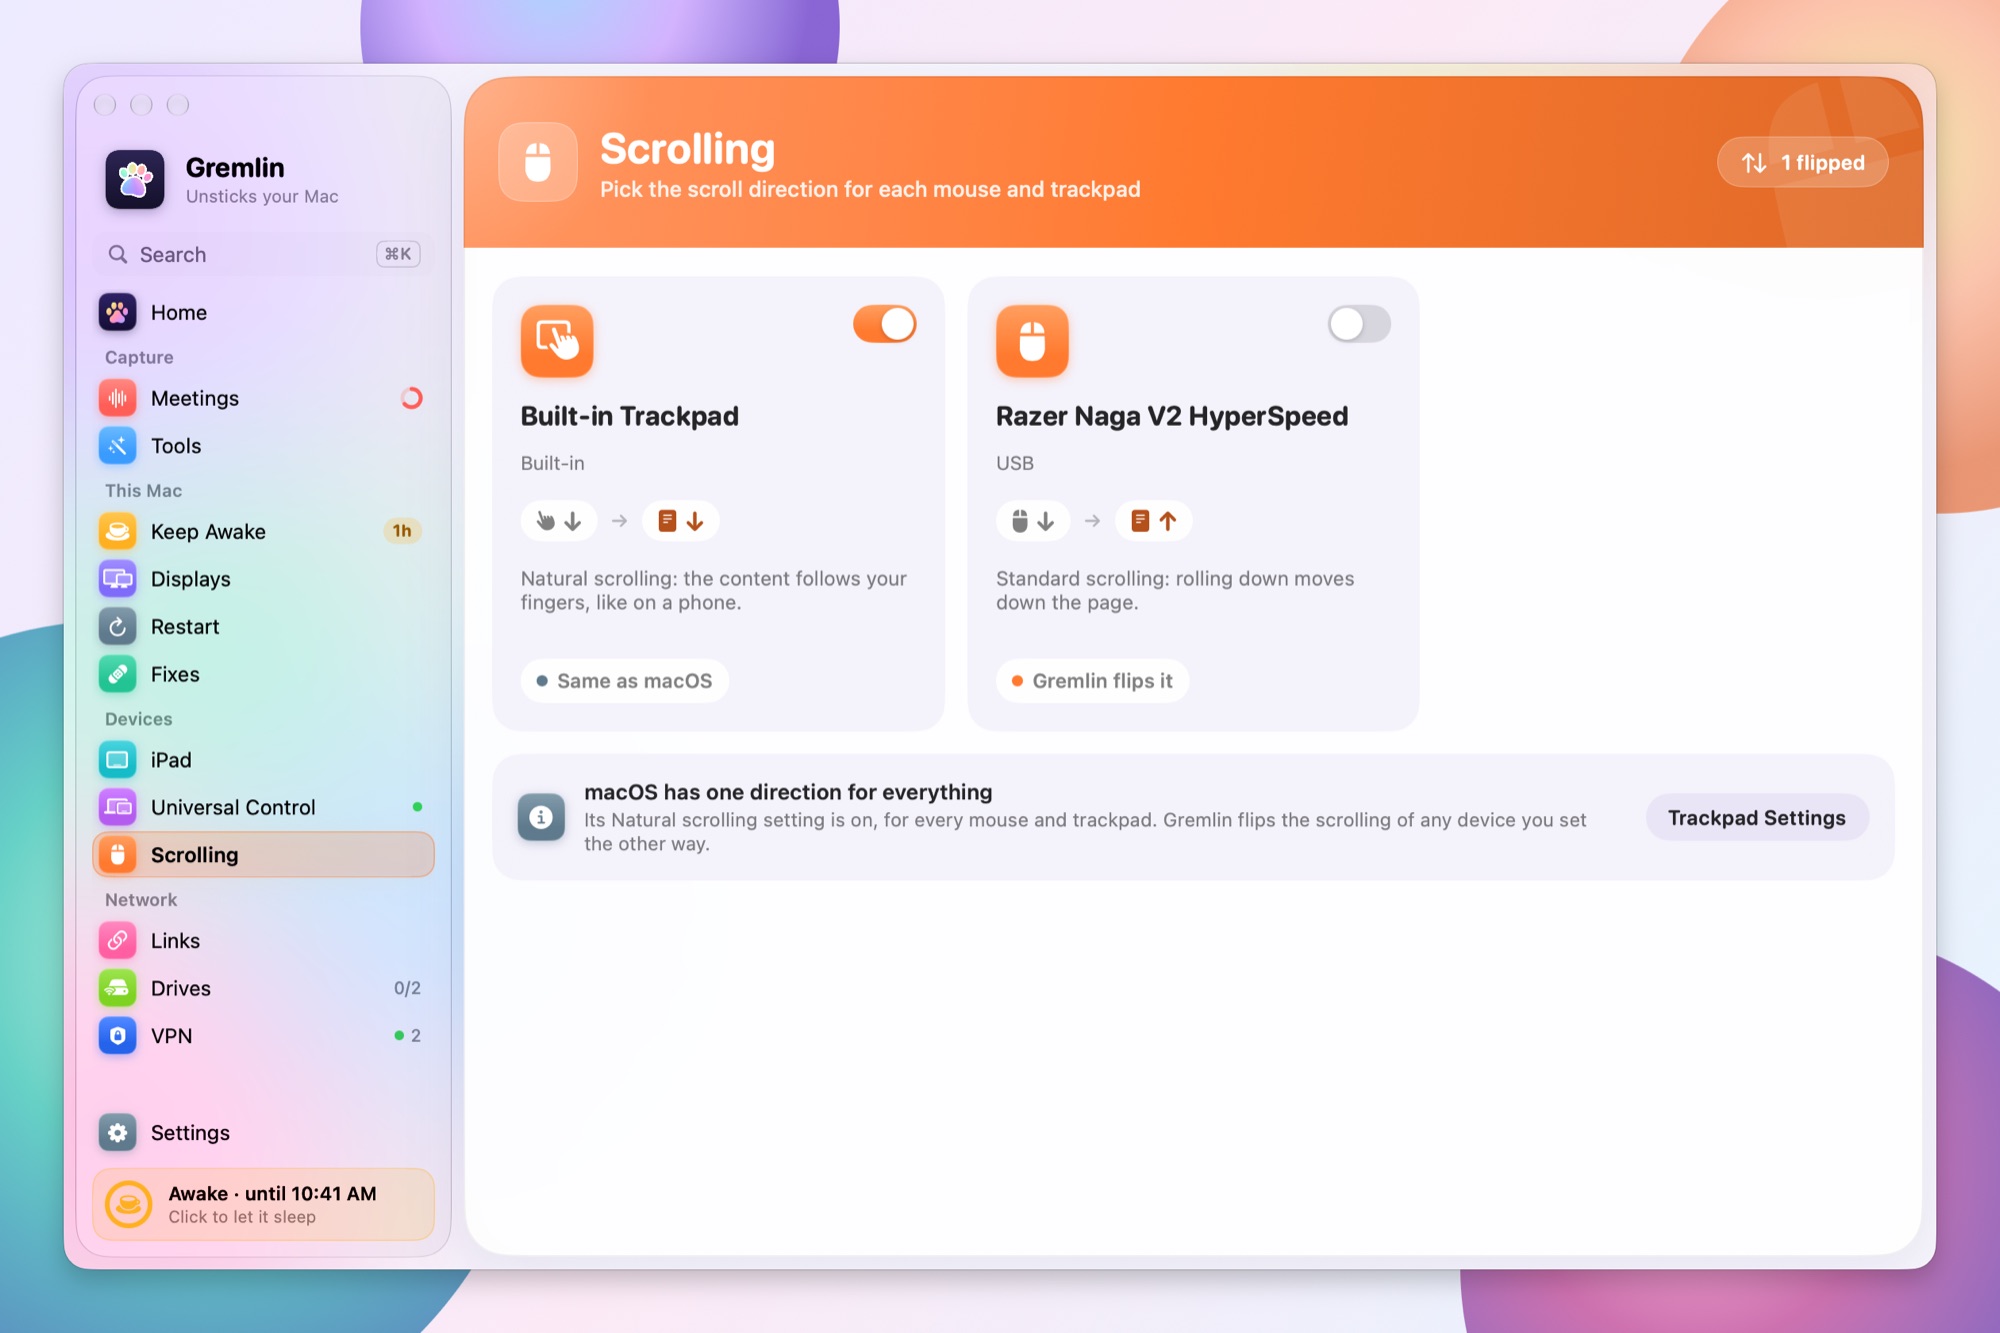 Gremlin
Unsticks your Mac
Search
⌘K
Home
Capture
Meetings
Tools
This Mac
Keep Awake
1h
Displays
Restart
Fixes
Devices
iPad
Universal Control
Scrolling
Network
Links
Drives
0/2
VPN
2
Settings
Awake · until 10:41 AM
Click to let it sleep
Scrolling
Pick the scroll direction for each mouse and trackpad
1 flipped
Built-in Trackpad
Built-in
Natural scrolling: the content follows your
fingers, like on a phone.
Same as macOS
Razer Naga V2 HyperSpeed
USB
Standard scrolling: rolling down moves
down the page.
Gremlin flips it
macOS has one direction for everything
Its Natural scrolling setting is on, for every mouse and trackpad. Gremlin flips the scrolling of any device you set
the other way.
Trackpad Settings